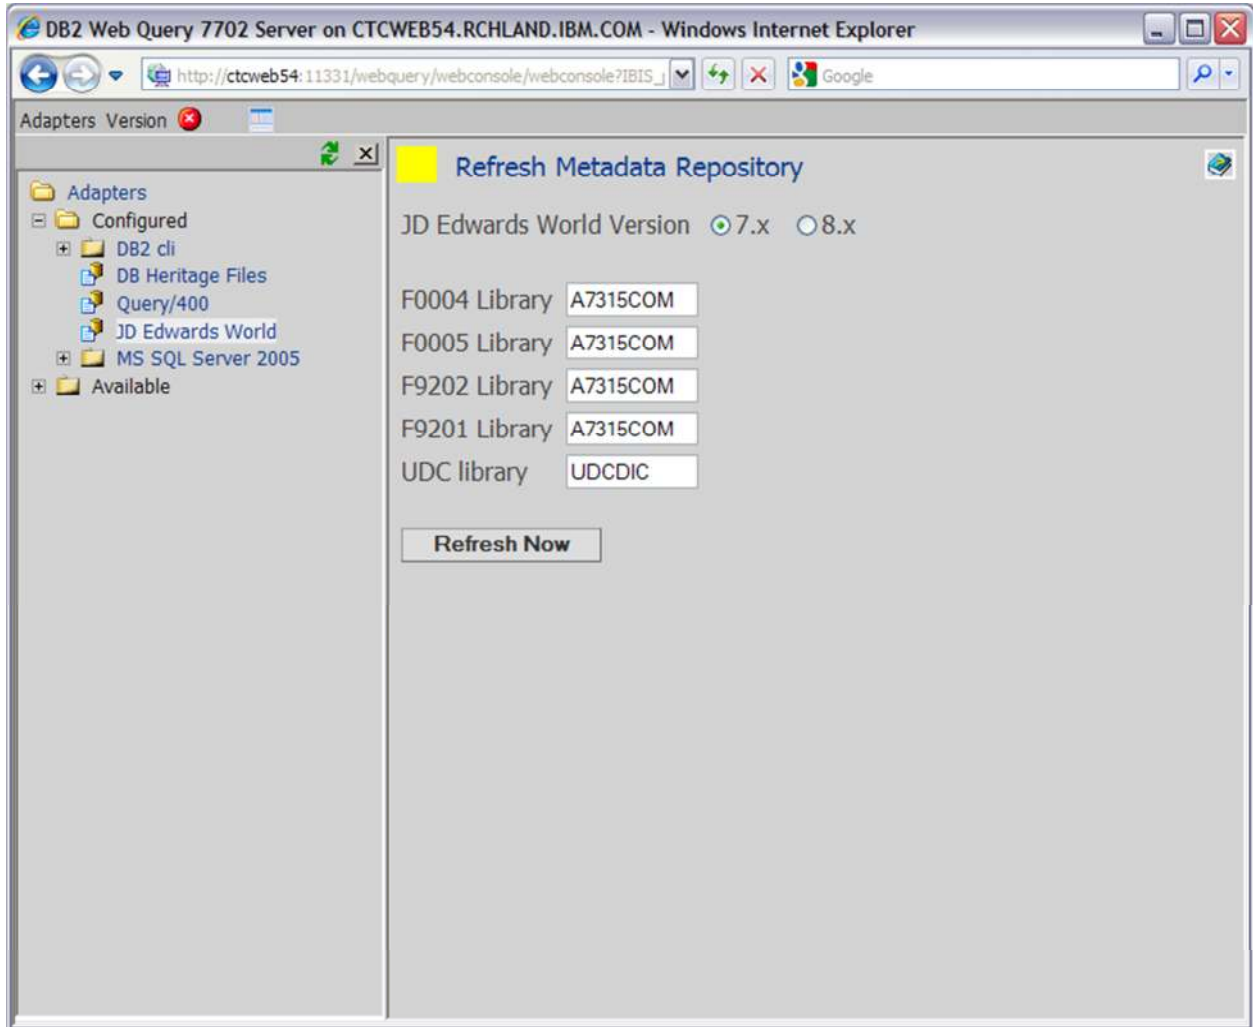 DB2 Web Query 7702 Server on CTCWEB54.RCHLAND.IBM.COM - Windows Internet Explorer
http://ctcweb54:11331/webquery/webconsole/webconsole?IBIS_
Google
Adapters Version
Adapters
Configured
DB2 cli
DB Heritage Files
Query/400
JD Edwards World
MS SQL Server 2005
Available
Refresh Metadata Repository
JD Edwards World Version 7.x 8.x
F0004 Library A7315COM
F0005 Library A7315COM
F9202 Library A7315COM
F9201 Library A7315COM
UDC library UDCDIC
Refresh Now